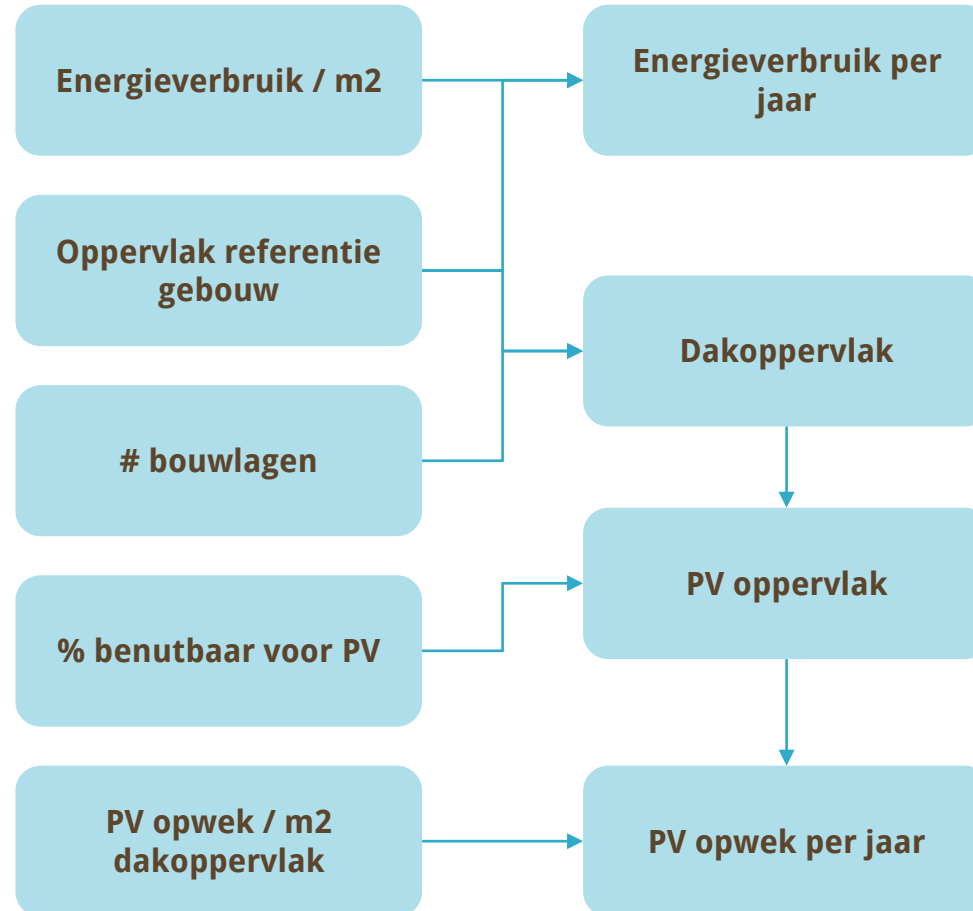 Energieverbruik / m2
Energieverbruik per
jaar
Oppervlak referentie
gebouw
Dakoppervlak
# bouwlagen
PV oppervlak
% benutbaar voor PV
PV opwek / m2
dakoppervlak
PV opwek per jaar